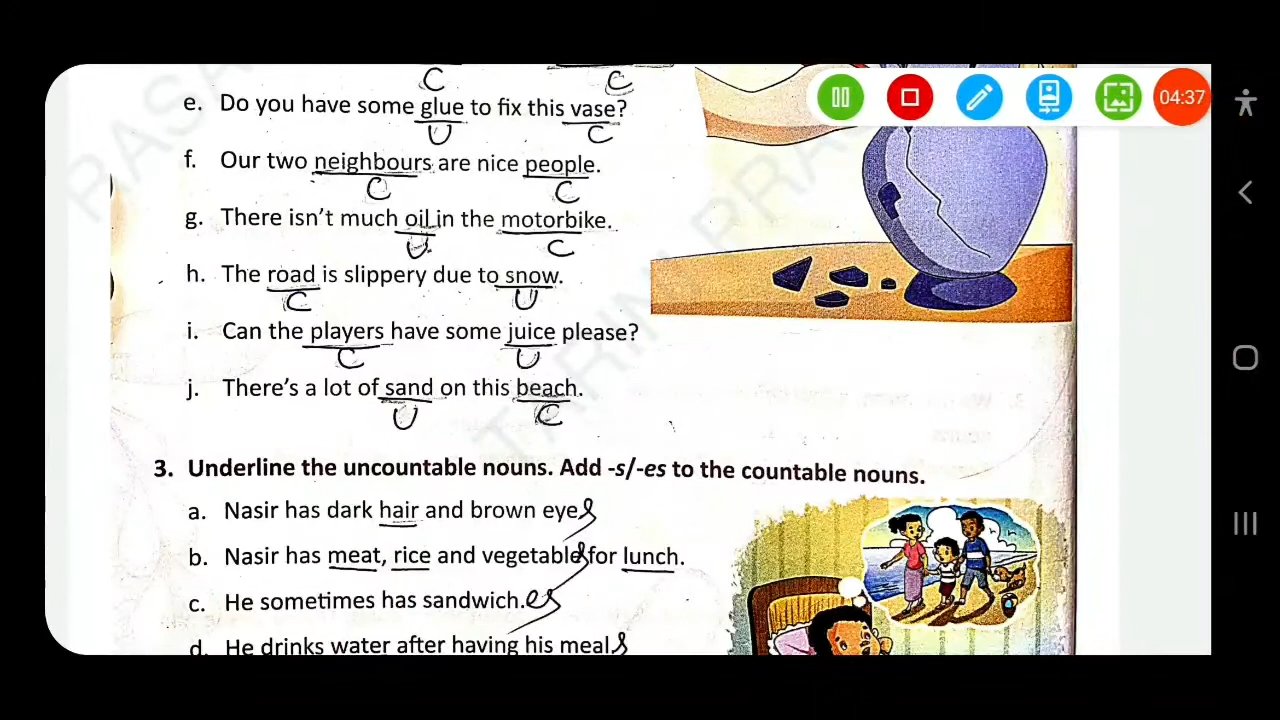 C C
e. Do you have some glue to fix this vase?
U C
f. Our two neighbours are nice people.
C C
g. There isn't much oil in the motorbike.
U C
h. The road is slippery due to snow.
C U
i. Can the players have some juice please?
C U
j. There's a lot of sand on this beach.
U C
3. Underline the uncountable nouns. Add -s/-es to the countable nouns.
a. Nasir has dark hair and brown eyes
b. Nasir has meat, rice and vegetables for lunch.
c. He sometimes has sandwich.es
d. He drinks water after having his meals
04:37